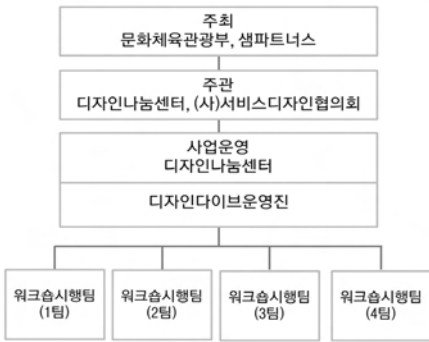 주최
문화체육관광부, 샘파트너스
주관
디자인나눔센터, (사)서비스디자인협의회
사업운영
디자인나눔센터
디자인다이브운영진
워크숍시행팀
(1팀)
워크숍시행팀
(2팀)
워크숍시행팀
(3팀)
워크숍시행팀
(4팀)